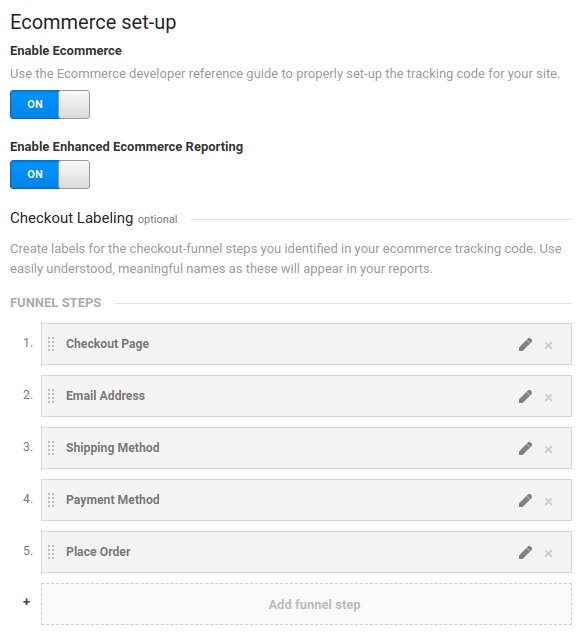 Ecommerce set-up
Enable Ecommerce
Use the Ecommerce developer reference guide to properly set-up the tracking code for your site.
ON
Enable Enhanced Ecommerce Reporting
ON
Checkout Labeling optional
Create labels for the checkout-funnel steps you identified in your ecommerce tracking code. Use
easily understood, meaningful names as these will appear in your reports.
FUNNEL STEPS
1. Checkout Page
2. Email Address
3. Shipping Method
4. Payment Method
5. Place Order
+ Add funnel step